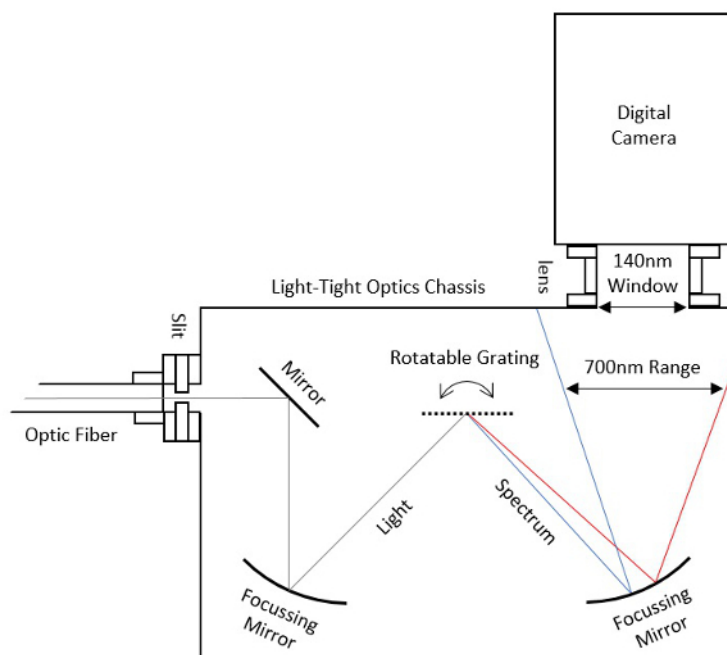 Digital
Camera
lens
140nm
Window
Light-Tight Optics Chassis
Slit
Mirror
Rotatable Grating
700nm Range
Optic Fiber
Light
Spectrum
Focussing
Mirror
Focussing
Mirror